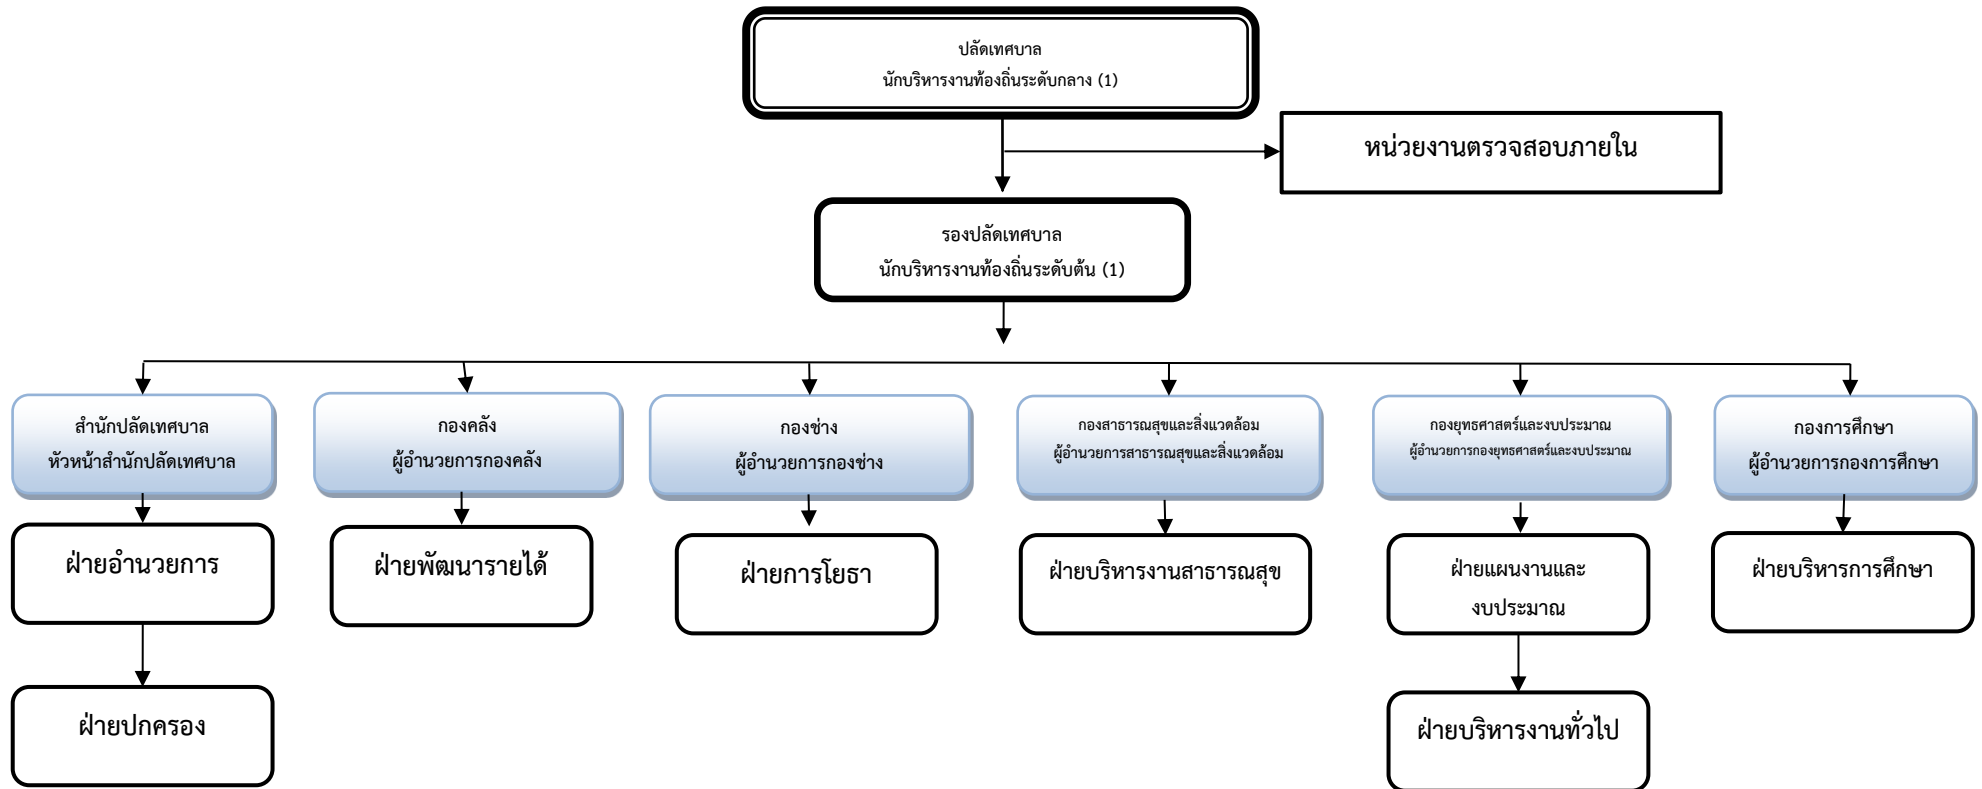 ปลัดเทศบาล
นักบริหารงานท้องถิ่นระดับกลาง (1)
หน่วยงานตรวจสอบภายใน
รองปลัดเทศบาล
นักบริหารงานท้องถิ่นระดับต้น (1)
สำนักปลัดเทศบาล
หัวหน้าสำนักปลัดเทศบาล
กองคลัง
ผู้อำนวยการกองคลัง
กองช่าง
ผู้อำนวยการกองช่าง
กองสาธารณสุขและสิ่งแวดล้อม
ผู้อำนวยการสาธารณสุขและสิ่งแวดล้อม
กองยุทธศาสตร์และงบประมาณ
ผู้อำนวยการกองยุทธศาสตร์และงบประมาณ
กองการศึกษา
ผู้อำนวยการกองการศึกษา
ฝ่ายอำนวยการ
ฝ่ายพัฒนารายได้
ฝ่ายการโยธา
ฝ่ายบริหารงานสาธารณสุข
ฝ่ายแผนงานและ
งบประมาณ
ฝ่ายบริหารการศึกษา
ฝ่ายปกครอง
ฝ่ายบริหารงานทั่วไป